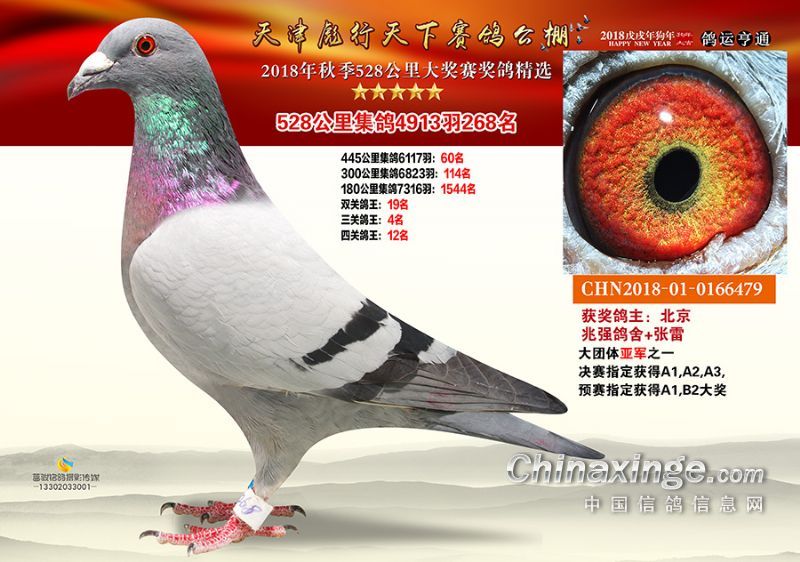 天津彪行天下赛鸽公棚
2018戊戌年狗年
HAPPY NEW YEAR
鸽运亨通
2018年秋季528公里大奖赛奖鸽精选
528公里集鸽4913羽268名
445公里集鸽6117羽: 60名
300公里集鸽6823羽: 114名
180公里集鸽7316羽: 1544名
双关鸽王: 19名
三关鸽王: 4名
四关鸽王: 12名
CHN2018-01-0166479
获奖鸽主: 北京
兆强鸽舍+张雷
大团体亚军之一
决赛指定获得A1,A2,A3,
预赛指定获得A1,B2大奖
13302033001
Chinaxinge.com
中国信鸽信息网